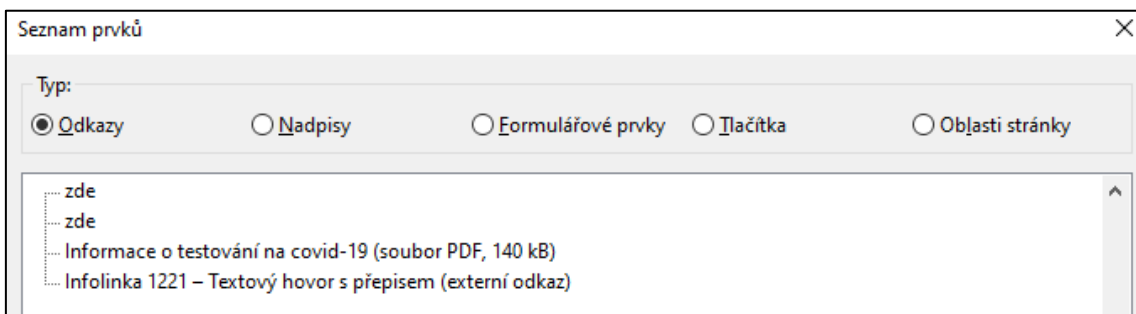 Seznam prvků
Typ:
Odkazy Nadpisy Formulářové prvky Tlačítka Oblasti stránky
zde
zde
Informace o testování na covid-19 (soubor PDF, 140 kB)
Infolinka 1221 – Textový hovor s přepisem (externí odkaz)